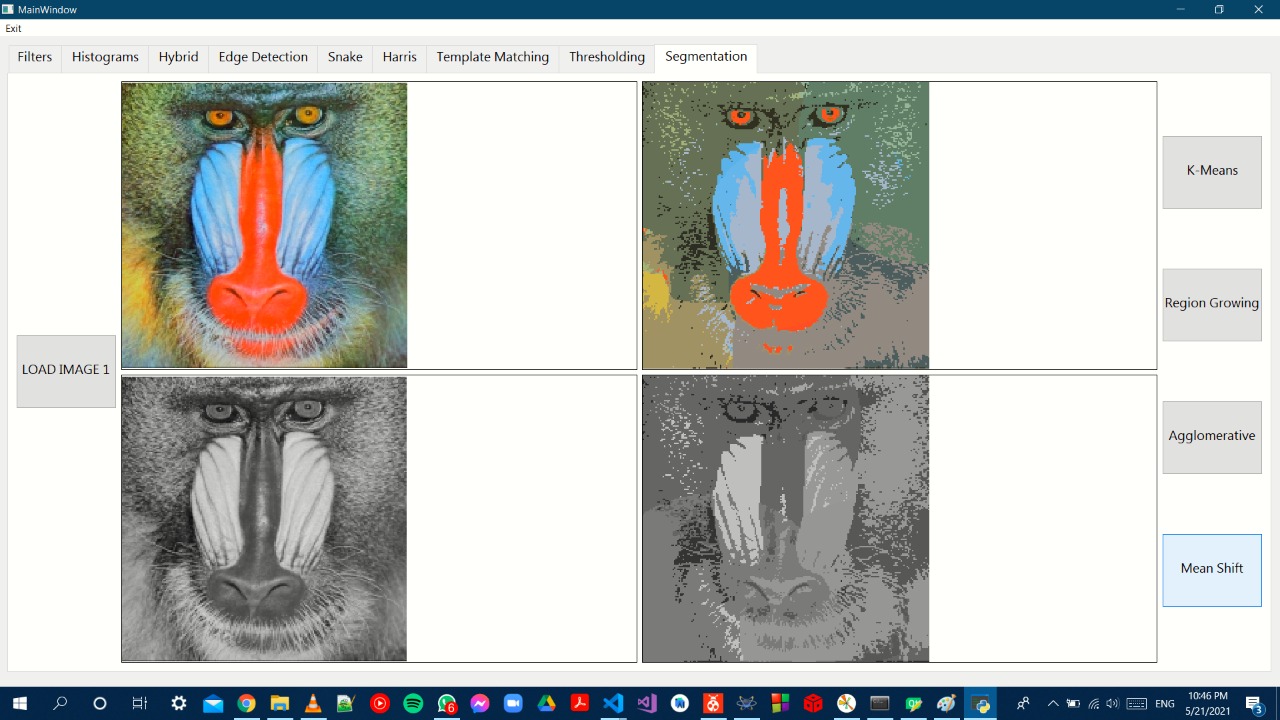 MainWindow
Exit
Filters Histograms Hybrid Edge Detection Snake Harris Template Matching Thresholding Segmentation
K-Means
Region Growing
LOAD IMAGE 1
Agglomerative
Mean Shift
6
ENG
10:46 PM
5/21/2021
3